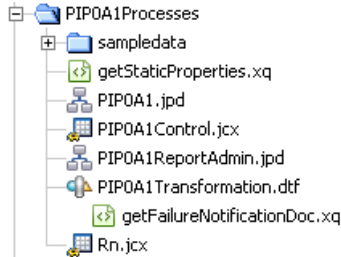 PIP0A1Processes
sampledata
getStaticProperties.xq
PIP0A1.jpd
PIP0A1Control.jcx
PIP0A1ReportAdmin.jpd
PIP0A1Transformation.dtf
getFailureNotificationDoc.xq
Rn.jcx